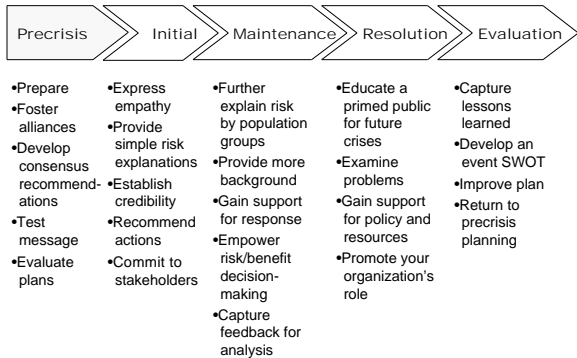 Precrisis
Initial
Maintenance
Resolution
Evaluation
•Prepare
•Foster
alliances
•Develop
consensus
recommend-
ations
•Test
message
•Evaluate
plans
•Express
empathy
•Provide
simple risk
explanations
•Establish
credibility
•Recommend
actions
•Commit to
stakeholders
•Further
explain risk
by population
groups
•Provide more
background
•Gain support
for response
•Empower
risk/benefit
decision-
making
•Capture
feedback for
analysis
•Educate a
primed public
for future
crises
•Examine
problems
•Gain support
for policy and
resources
•Promote your
organization's
role
•Capture
lessons
learned
•Develop an
event SWOT
•Improve plan
•Return to
precrisis
planning